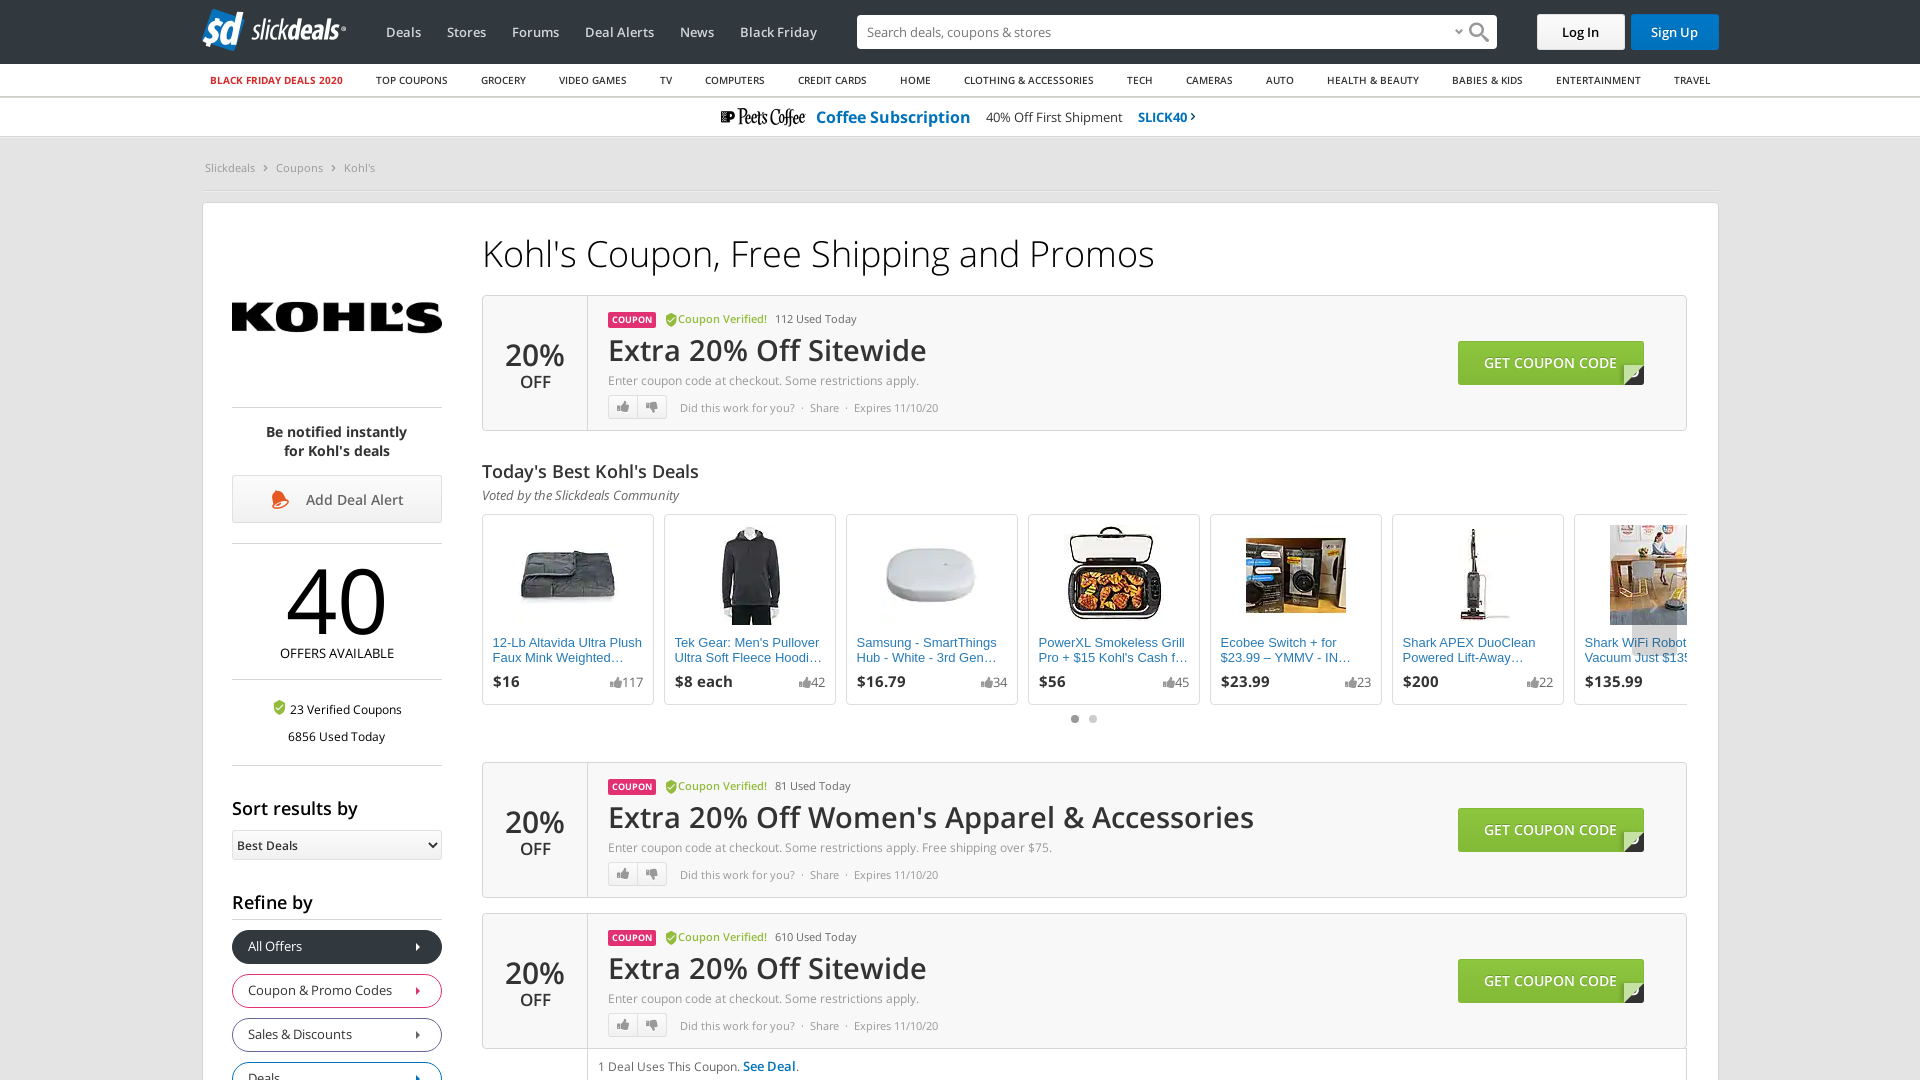 sd slickdeals
Deals
Stores
Forums
Deal Alerts
News
Black Friday
Search deals, coupons & stores
Log In
Sign Up
BLACK FRIDAY DEALS 2020
TOP COUPONS
GROCERY
VIDEO GAMES
TV
COMPUTERS
CREDIT CARDS
HOME
CLOTHING & ACCESSORIES
TECH
CAMERAS
AUTO
HEALTH & BEAUTY
BABIES & KIDS
ENTERTAINMENT
TRAVEL
Peet's Coffee
Coffee Subscription
40% Off First Shipment
SLICK40
Slickdeals
Coupons
Kohl's
KOHL'S
Be notified instantly
for Kohl's deals
Add Deal Alert
40
OFFERS AVAILABLE
23 Verified Coupons
6856 Used Today
Sort results by
Best Deals
Refine by
All Offers
Coupon & Promo Codes
Sales & Discounts
Deals
Kohl's Coupon, Free Shipping and Promos
20%
OFF
COUPON Coupon Verified! 112 Used Today
Extra 20% Off Sitewide
Enter coupon code at checkout. Some restrictions apply.
Did this work for you? · Share · Expires 11/10/20
GET COUPON CODE
Today's Best Kohl's Deals
Voted by the Slickdeals Community
12-Lb Altavida Ultra Plush
Faux Mink Weighted…
$16
117
Tek Gear: Men's Pullover
Ultra Soft Fleece Hoodi…
$8 each
42
Samsung - SmartThings
Hub - White - 3rd Gen…
$16.79
34
PowerXL Smokeless Grill
Pro + $15 Kohl's Cash f…
$56
45
Ecobee Switch + for
$23.99 – YMMV - IN…
$23.99
23
Shark APEX DuoClean
Powered Lift-Away…
$200
22
Shark WiFi Robot
Vacuum Just $135
$135.99
20%
OFF
COUPON Coupon Verified! 81 Used Today
Extra 20% Off Women's Apparel & Accessories
Enter coupon code at checkout. Some restrictions apply. Free shipping over $75.
Did this work for you? · Share · Expires 11/10/20
GET COUPON CODE
20%
OFF
COUPON Coupon Verified! 610 Used Today
Extra 20% Off Sitewide
Enter coupon code at checkout. Some restrictions apply.
Did this work for you? · Share · Expires 11/10/20
GET COUPON CODE
1 Deal Uses This Coupon. See Deal.